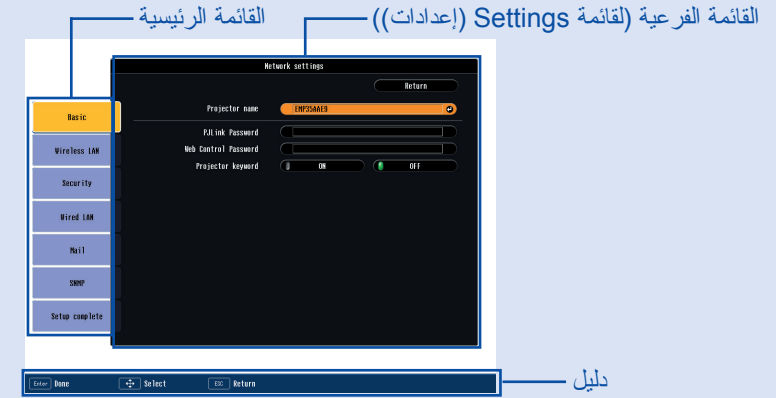 القائمة الرئيسية
القائمة الفرعية (لقائمة Settings (إعدادات))
Network settings
Return
Projector name EMP35AAE9
PJLink Password
Web Control Password
Projector keyword ON OFF
Basic
Wireless LAN
Security
Wired LAN
Mail
SNMP
Setup complete
Enter Done Select ESC Return
دليل